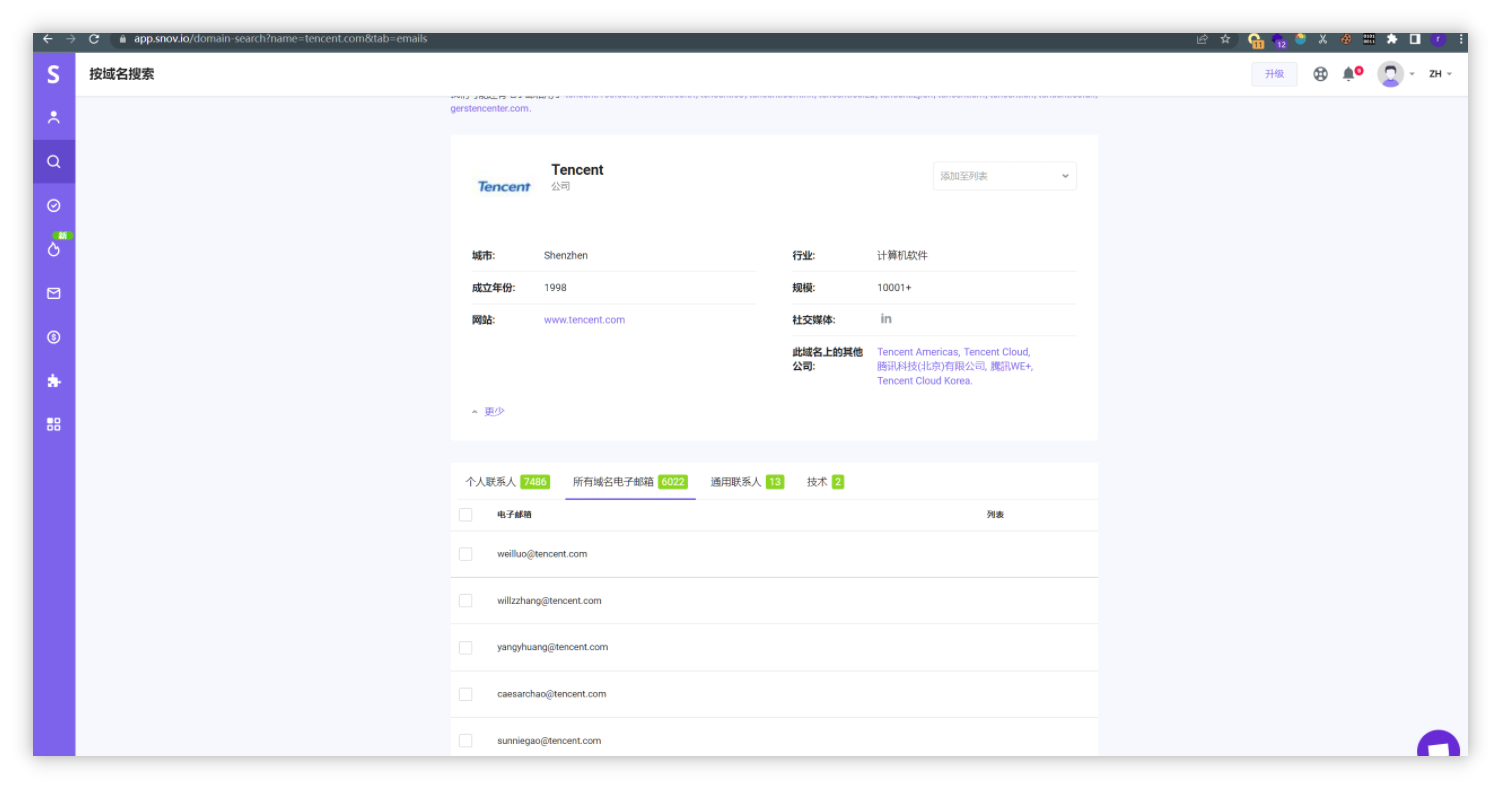 app.snov.io/domain-search?name=tencent.com&tab=emails
11
12
r
S
按域名搜索
升级
ZH
新
gerstencenter.com.
Tencent
Tencent
公司
添加至列表
城市: Shenzhen
行业: 计算机软件
成立年份: 1998
规模: 10001+
网站: www.tencent.com
社交媒体: in
此域名上的其他公司: Tencent Americas, Tencent Cloud,
腾讯科技(北京)有限公司, 騰訊WE+,
Tencent Cloud Korea.
更少
个人联系人 7486 所有域名电子邮箱 6022 通用联系人 13 技术 2
电子邮箱 列表
weilluo@tencent.com
willzzhang@tencent.com
yangyhuang@tencent.com
caesarchao@tencent.com
sunniegao@tencent.com